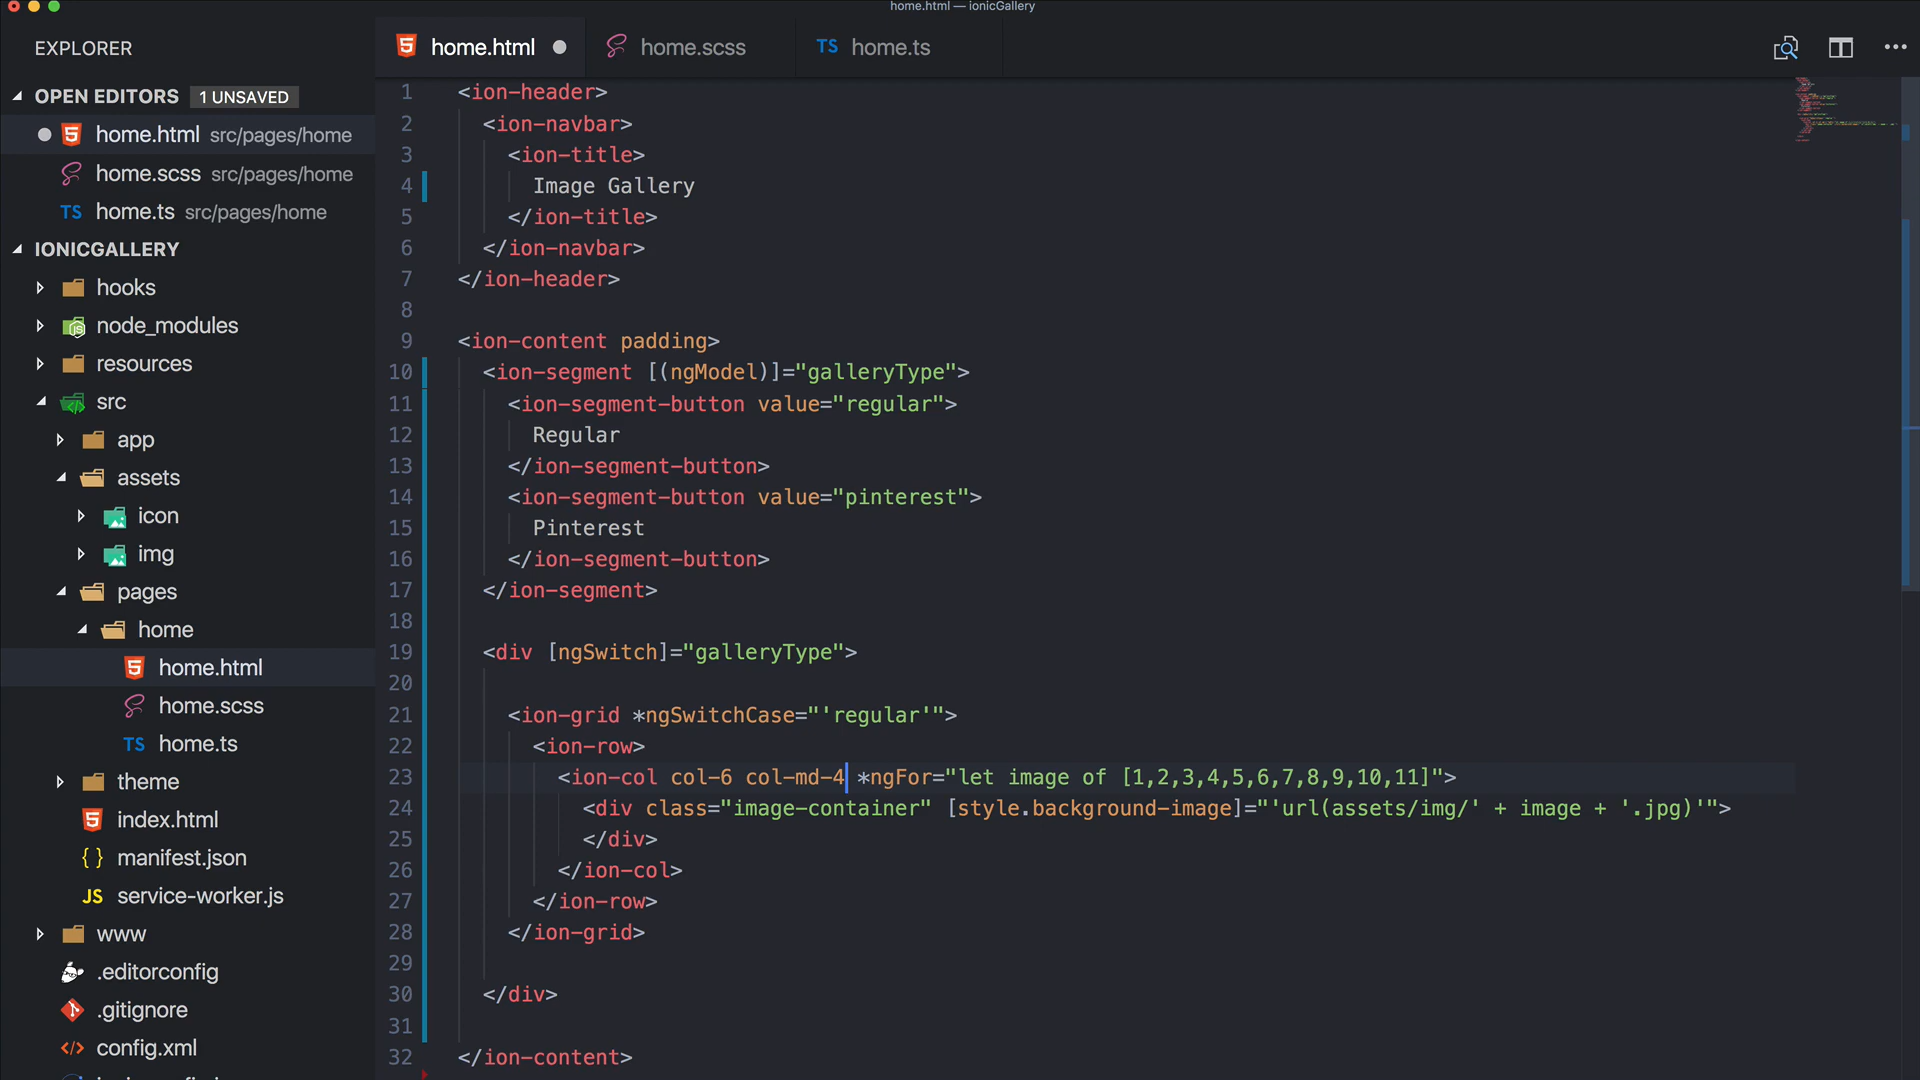 home.html — ionicGallery
EXPLORER
OPEN EDITORS 1 UNSAVED
home.html src/pages/home
home.scss src/pages/home
TS home.ts src/pages/home
IONICGALLERY
hooks
node_modules
resources
src
app
assets
icon
img
pages
home
home.html
home.scss
TS home.ts
theme
index.html
{ } manifest.json
JS service-worker.js
www
.editorconfig
.gitignore
config.xml
home.html
home.scss
TS home.ts
1 <ion-header>
2 <ion-navbar>
3 <ion-title>
4 Image Gallery
5 </ion-title>
6 </ion-navbar>
7 </ion-header>
8
9 <ion-content padding>
10 <ion-segment [(ngModel)]="galleryType">
11 <ion-segment-button value="regular">
12 Regular
13 </ion-segment-button>
14 <ion-segment-button value="pinterest">
15 Pinterest
16 </ion-segment-button>
17 </ion-segment>
18
19 <div [ngSwitch]="galleryType">
20
21 <ion-grid *ngSwitchCase="'regular'">
22 <ion-row>
23 <ion-col col-6 col-md-4 *ngFor="let image of [1,2,3,4,5,6,7,8,9,10,11]">
24 <div class="image-container" [style.background-image]="'url(assets/img/' + image + '.jpg)'">
25 </div>
26 </ion-col>
27 </ion-row>
28 </ion-grid>
29
30 </div>
31
32 </ion-content>